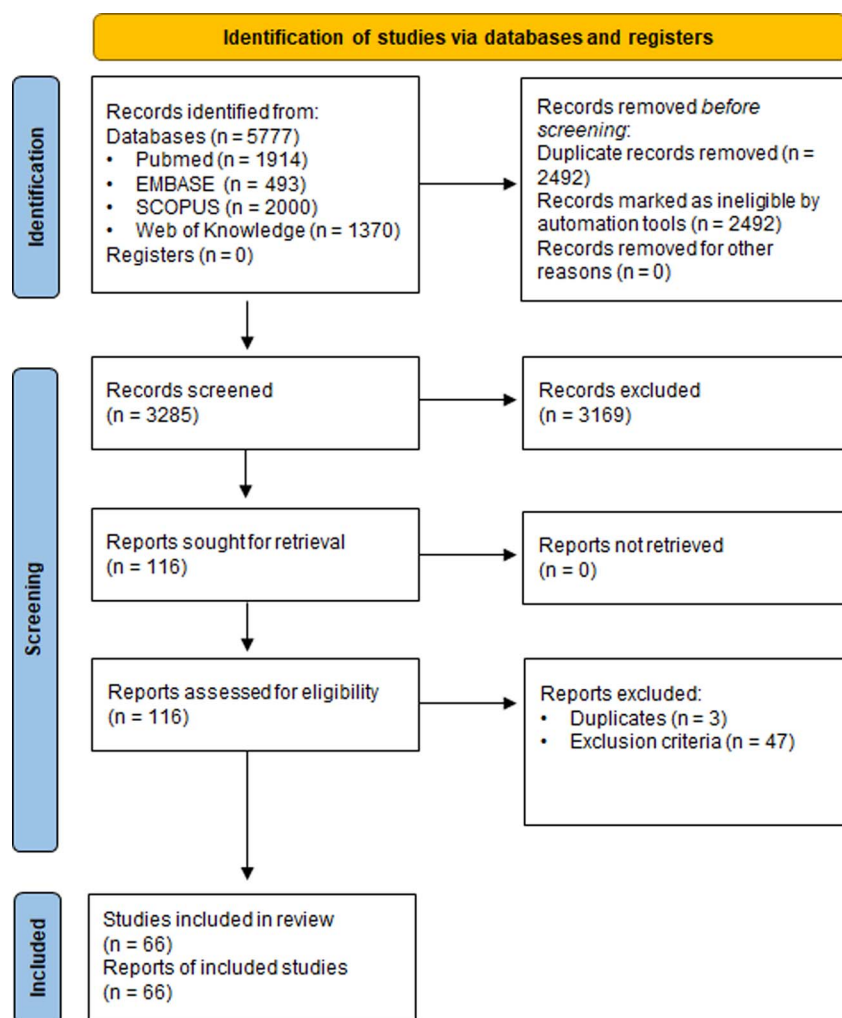 Identification of studies via databases and registers
Identification
Records identified from:
Databases (n = 5777)
• Pubmed (n = 1914)
• EMBASE (n = 493)
• SCOPUS (n = 2000)
• Web of Knowledge (n = 1370)
Registers (n = 0)
Records removed before
screening:
Duplicate records removed (n =
2492)
Records marked as ineligible by
automation tools (n = 2492)
Records removed for other
reasons (n = 0)
Screening
Records screened
(n = 3285)
Records excluded
(n = 3169)
Reports sought for retrieval
(n = 116)
Reports not retrieved
(n = 0)
Reports assessed for eligibility
(n = 116)
Reports excluded:
• Duplicates (n = 3)
• Exclusion criteria (n = 47)
Included
Studies included in review
(n = 66)
Reports of included studies
(n = 66)